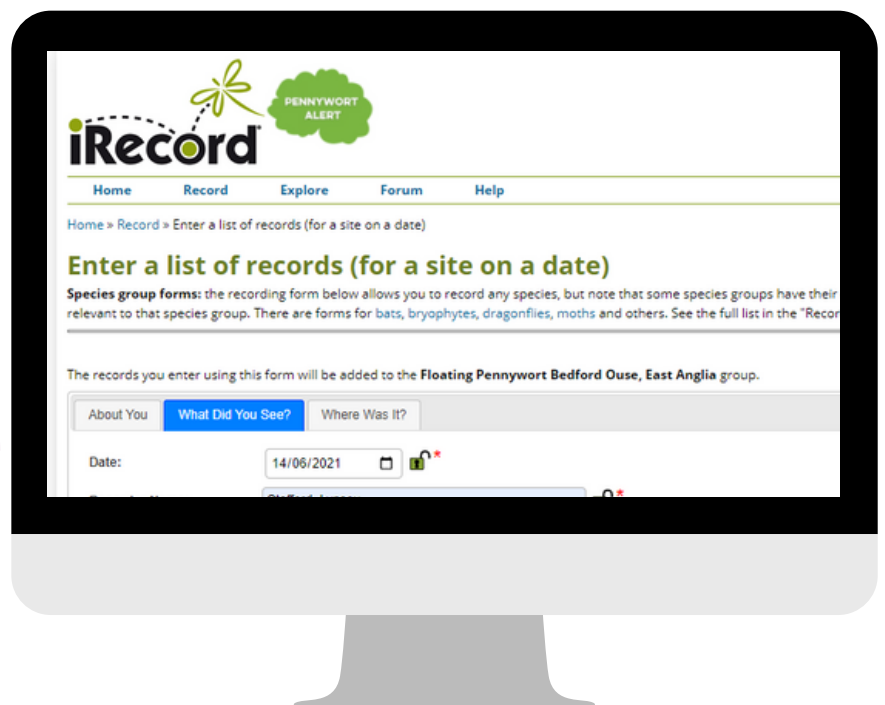 PENNYWORT
ALERT
iRecord
Home Record Explore Forum Help
Home » Record » Enter a list of records (for a site on a date)
Enter a list of records (for a site on a date)
Species group forms: the recording form below allows you to record any species, but note that some species groups have their
relevant to that species group. There are forms for bats, bryophytes, dragonflies, moths and others. See the full list in the "Recor
The records you enter using this form will be added to the Floating Pennywort Bedford Ouse, East Anglia group.
About You What Did You See? Where Was It?
Date: 14/06/2021 *
*